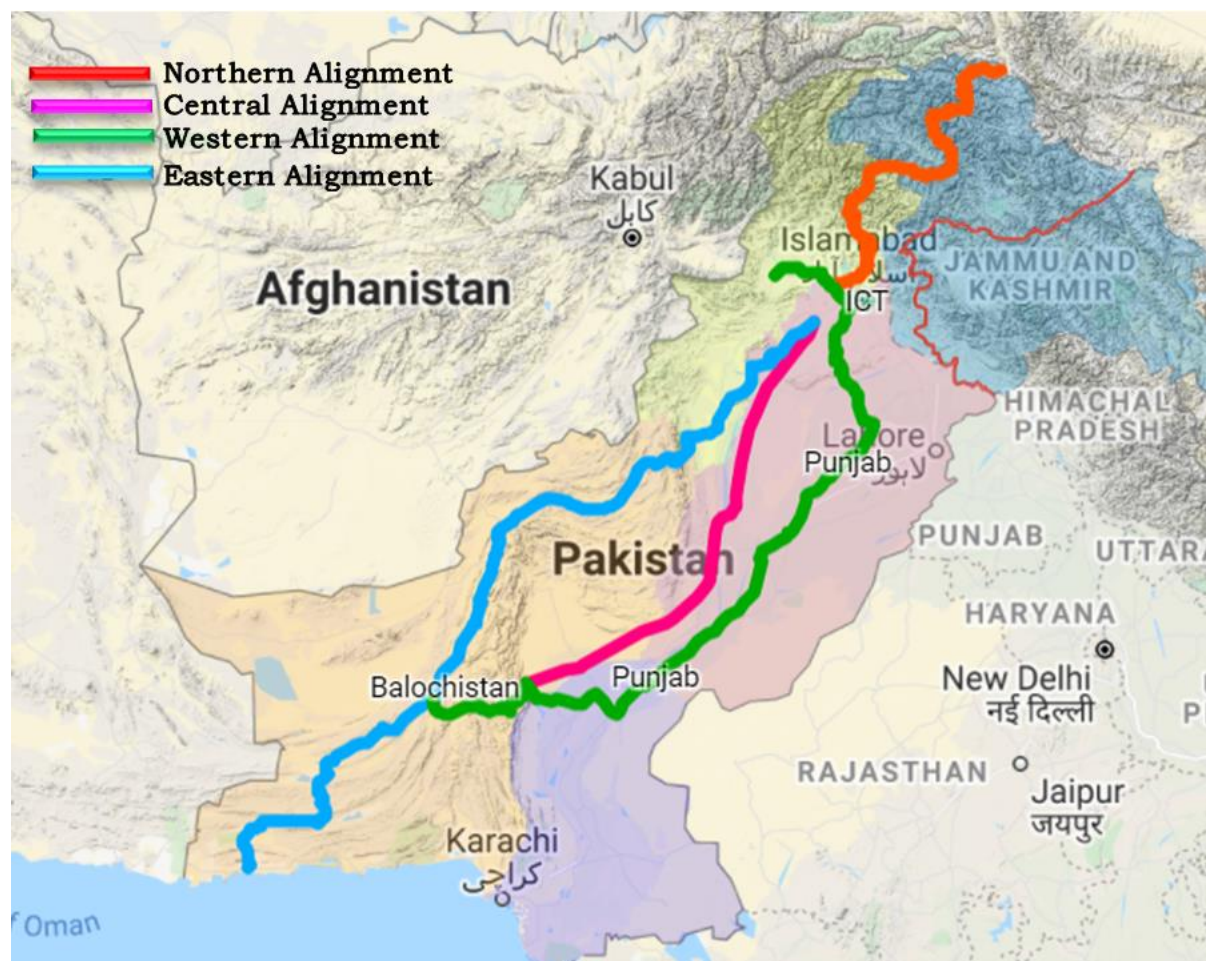 Northern Alignment
Central Alignment
Western Alignment
Eastern Alignment
Kabul
کابل
Afghanistan
Islamabad
ICT
JAMMU AND
KASHMIR
HIMACHAL
PRADESH
Lahore
Punjab
لاہور
PUNJAB
UTTARA
Pakistan
HARYANA
New Delhi
नई दिल्ली
Balochistan
Punjab
RAJASTHAN
Jaipur
जयपुर
Karachi
کراچی
Oman